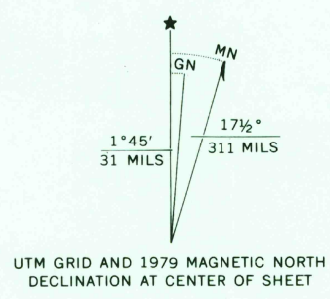 ★
MN
GN
1°45′
31 MILS
17½°
311 MILS
UTM GRID AND 1979 MAGNETIC NORTH
DECLINATION AT CENTER OF SHEET